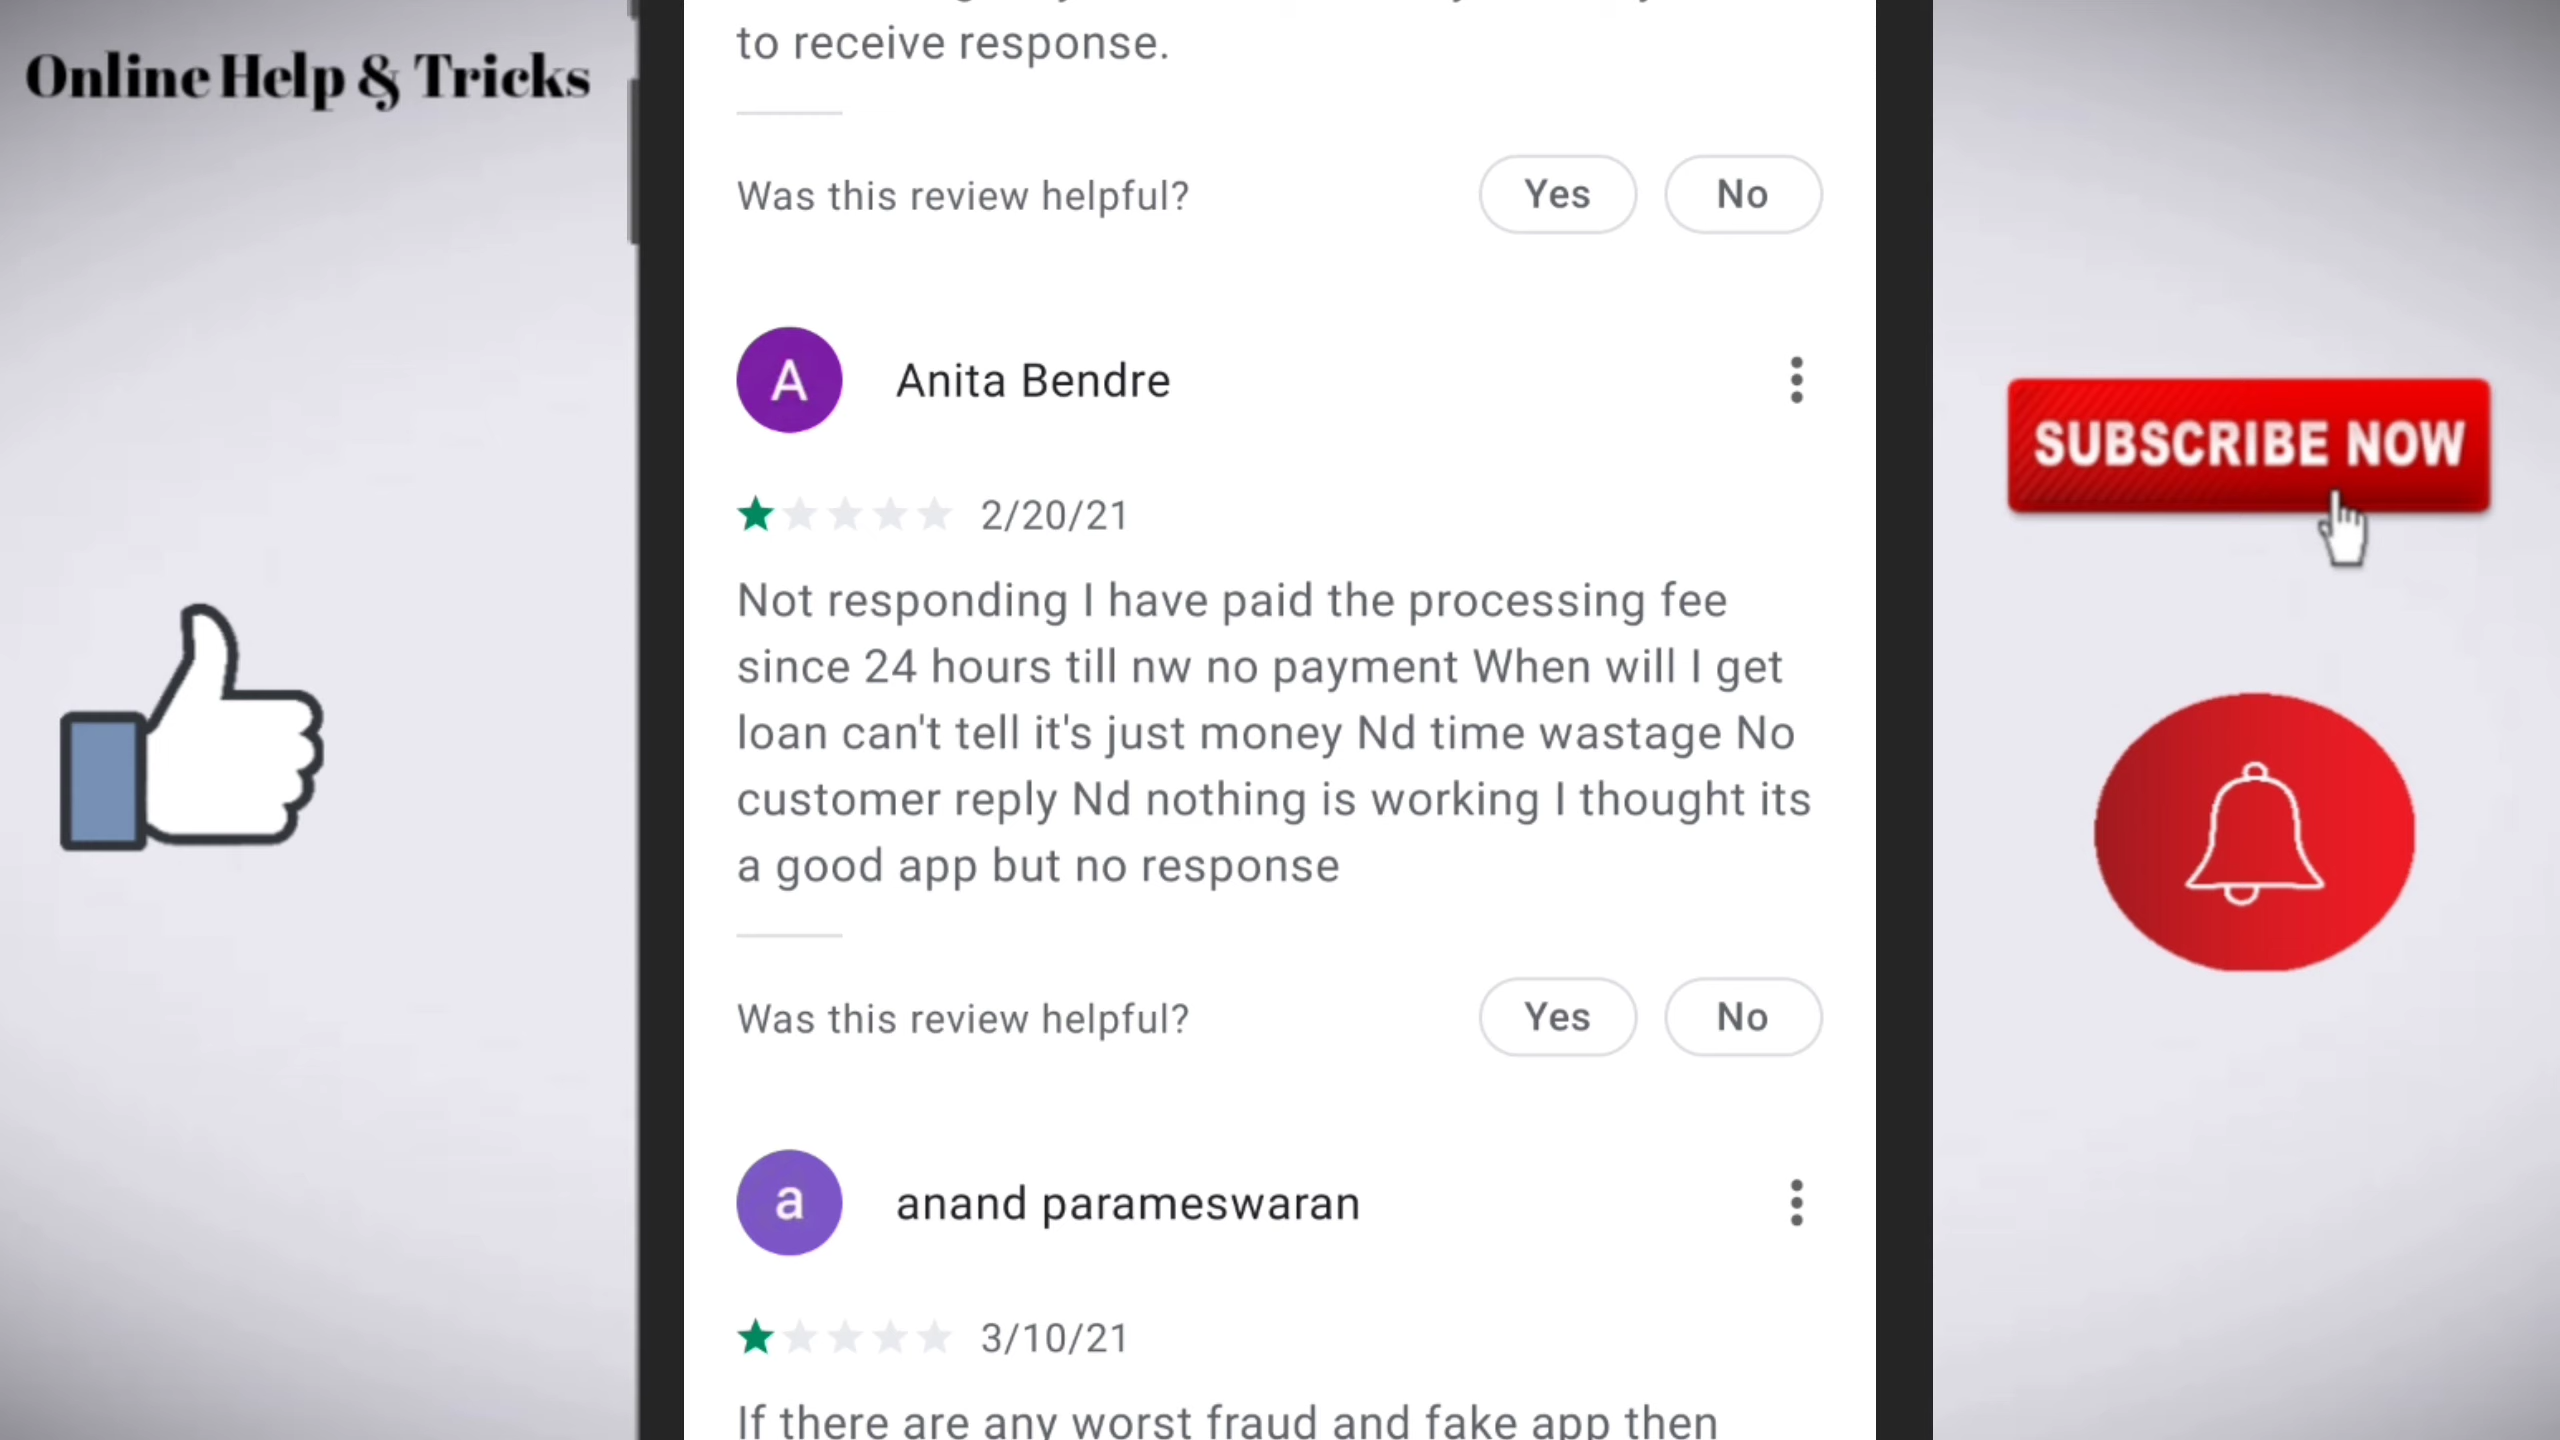 Online Help & Tricks
to receive response.
Was this review helpful?
Yes
No
A
Anita Bendre
2/20/21
Not responding I have paid the processing fee
since 24 hours till nw no payment When will I get
loan can't tell it's just money Nd time wastage No
customer reply Nd nothing is working I thought its
a good app but no response
Was this review helpful?
Yes
No
a
anand parameswaran
3/10/21
If there are any worst fraud and fake app then
SUBSCRIBE NOW